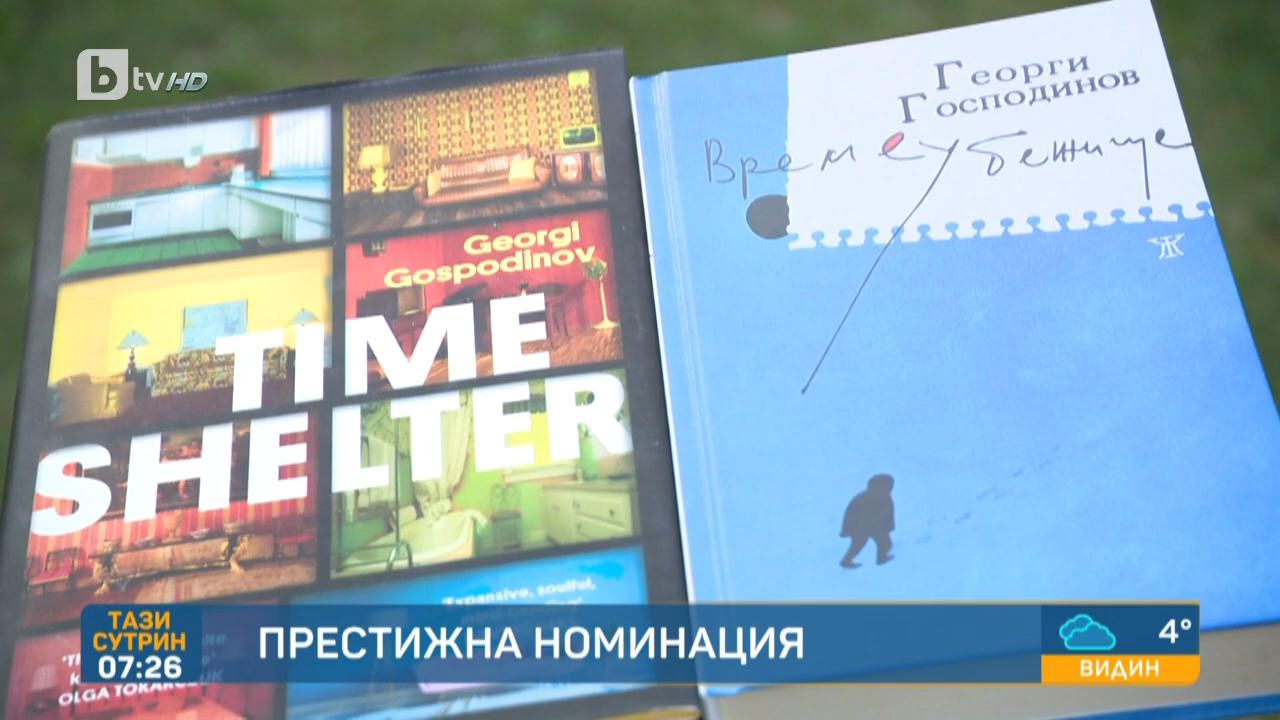 btv HD
Георги
Господинов
Времеубежище
Ж
Georgi
Gospodinov
TIME
SHELTER
'Expansive, soulful,
OLGA TOKARCZUK
ТАЗИ
СУТРИН
07:26
ПРЕСТИЖНА НОМИНАЦИЯ
4°
ВИДИН